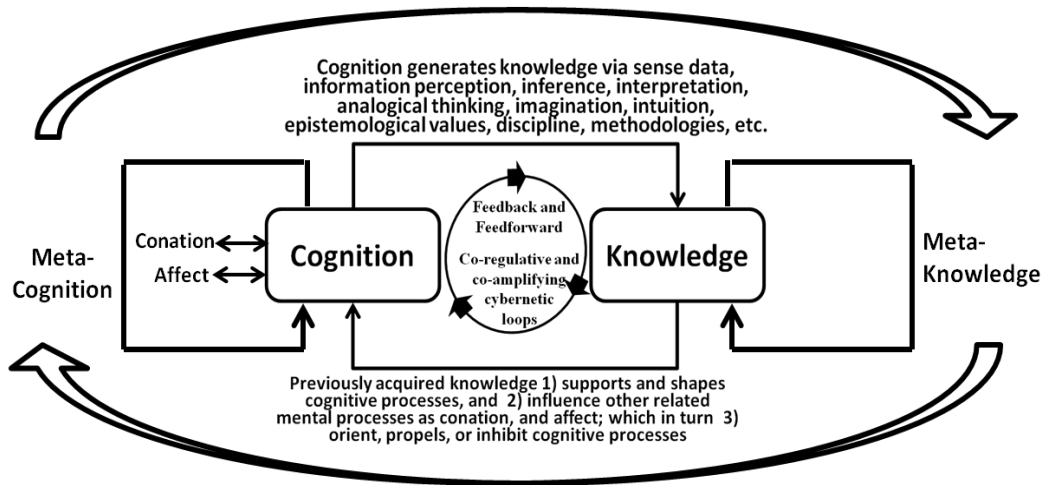 Cognition generates knowledge via sense data,
information perception, inference, interpretation,
analogical thinking, imagination, intuition,
epistemological values, discipline, methodologies, etc.
Meta-
Cognition
Conation
Affect
Cognition
Feedback and
Feedforward
Co-regulative and
co-amplifying
cybernetic
loops
Knowledge
Meta-
Knowledge
Previously acquired knowledge 1) supports and shapes
cognitive processes, and 2) influence other related
mental processes as conation, and affect; which in turn 3)
orient, propels, or inhibit cognitive processes